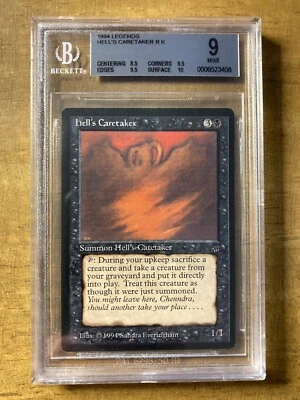 1994 LEGENDS
HELL'S CARETAKER R K
BECKETT
CENTERING 8.5 CORNERS 9.5
EDGES 9.5 SURFACE 10
9
MINT
0006523408
Hell's Caretaker
3
Summon Hell's-Caretaker
: During your upkeep sacrifice a
creature and take a creature from
your graveyard and put it directly
into play. Treat this creature as
though it were just summoned.
You might leave here, Chenndra,
should another take your place . . . .
Illus. © 1994 Sandra Everingham
1/1